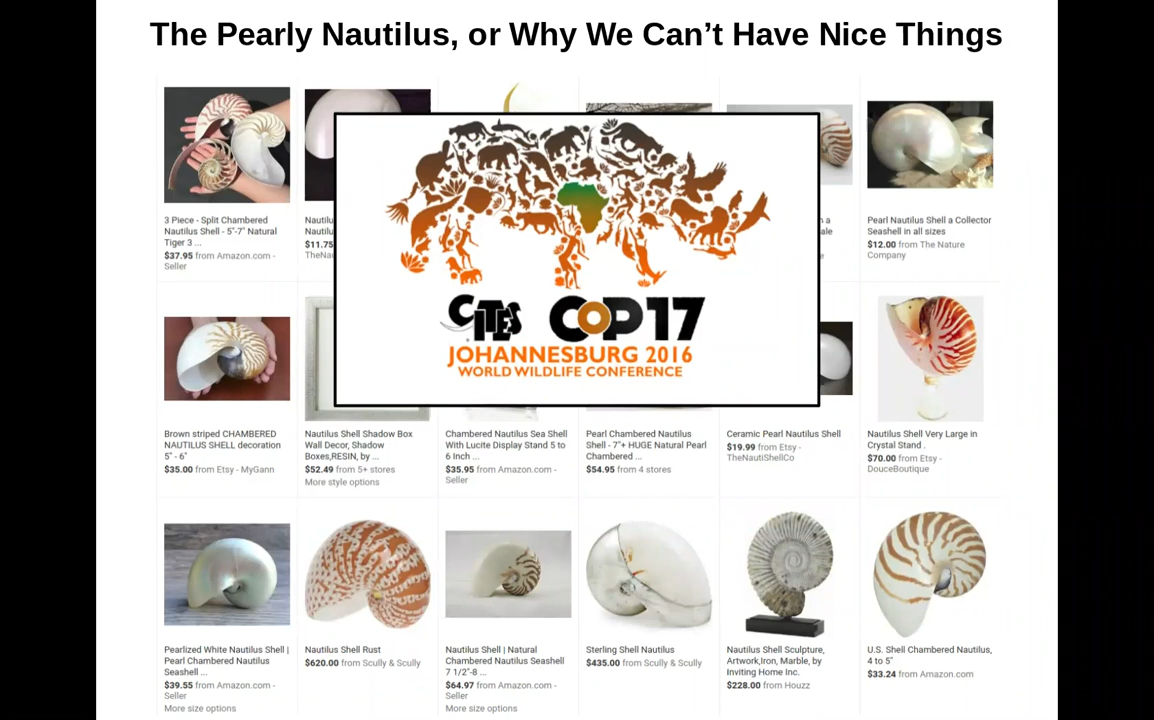 The Pearly Nautilus, or Why We Can’t Have Nice Things
3 Piece - Split Chambered
Nautilus Shell - 5"-7" Natural
Tiger 3 ...
$37.95 from Amazon.com -
Seller
$11.75
Pearl Nautilus Shell a Collector
Seashell in all sizes
$12.00 from The Nature
Company
CITES CoP17
JOHANNESBURG 2016
WORLD WILDLIFE CONFERENCE
Brown striped CHAMBERED
NAUTILUS SHELL decoration
5" - 6"
$35.00 from Etsy - MyGann
Nautilus Shell Shadow Box
Wall Decor, Shadow
Boxes,RESIN, by ...
$52.49 from 5+ stores
More style options
Chambered Nautilus Sea Shell
With Lucite Display Stand 5 to
6 Inch ...
$35.95 from Amazon.com -
Seller
Pearl Chambered Nautilus
Shell - 7"+ HUGE Natural Pearl
Chambered ...
$54.95 from 4 stores
Ceramic Pearl Nautilus Shell
$19.99 from Etsy -
TheNautiShellCo
Nautilus Shell Very Large in
Crystal Stand .
$70.00 from Etsy -
DouceBoutique
Pearlized White Nautilus Shell |
Pearl Chambered Nautilus
Seashell ...
$39.55 from Amazon.com -
Seller
More size options
Nautilus Shell Rust
$620.00 from Scully & Scully
Nautilus Shell | Natural
Chambered Nautilus Seashell
7 1/2"-8 ...
$64.97 from Amazon.com -
Seller
More size options
Sterling Shell Nautilus
$435.00 from Scully & Scully
Nautilus Shell Sculpture,
Artwork,Iron, Marble, by
Inviting Home Inc.
$228.00 from Houzz
U.S. Shell Chambered Nautilus,
4 to 5"
$33.24 from Amazon.com